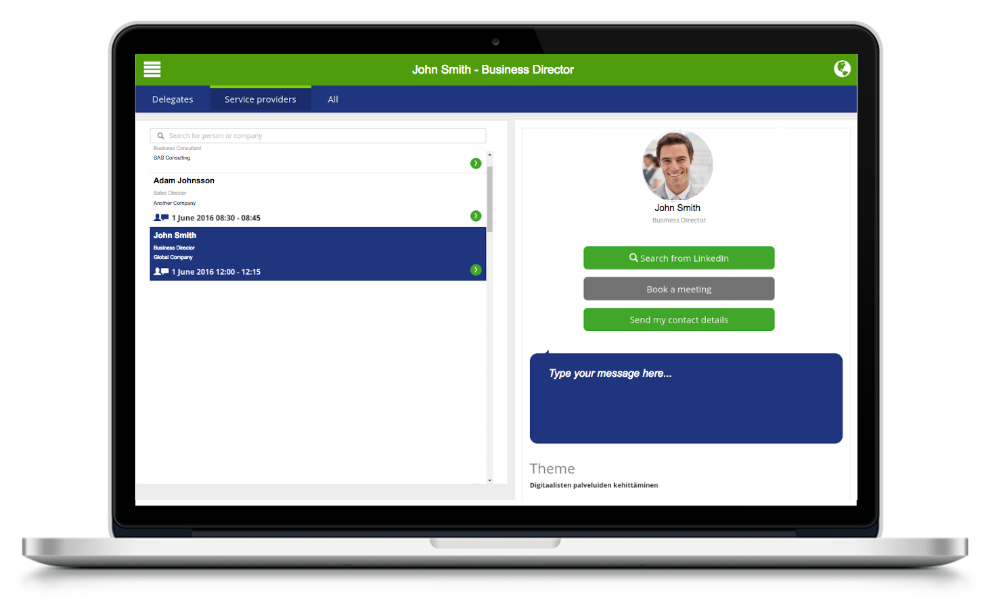 John Smith - Business Director
Delegates Service providers All
Search for person or company
Business Consultant
SAS Consulting
Adam Johnsson
Sales Director
Another Company
1 June 2016 08:30 - 08:45
John Smith
Business Director
Global Company
1 June 2016 12:00 - 12:15
John Smith
Business Director
Search from LinkedIn
Book a meeting
Send my contact details
Type your message here...
Theme
Digitaalisten palveluiden kehittäminen